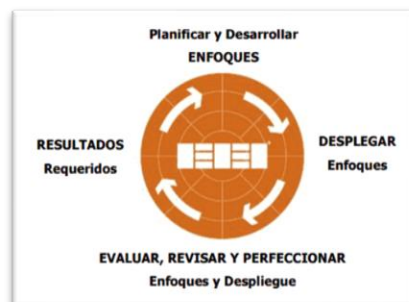 Planificar y Desarrollar
ENFOQUES
RESULTADOS
Requeridos
DESPLEGAR
Enfoques
EVALUAR, REVISAR Y PERFECCIONAR
Enfoques y Despliegue